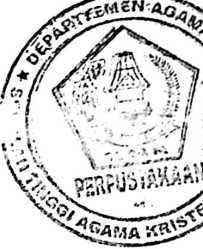 DEPARTEMEN AGAMA
PERPUSTAKAAN
TINGGI AGAMA KRISTE